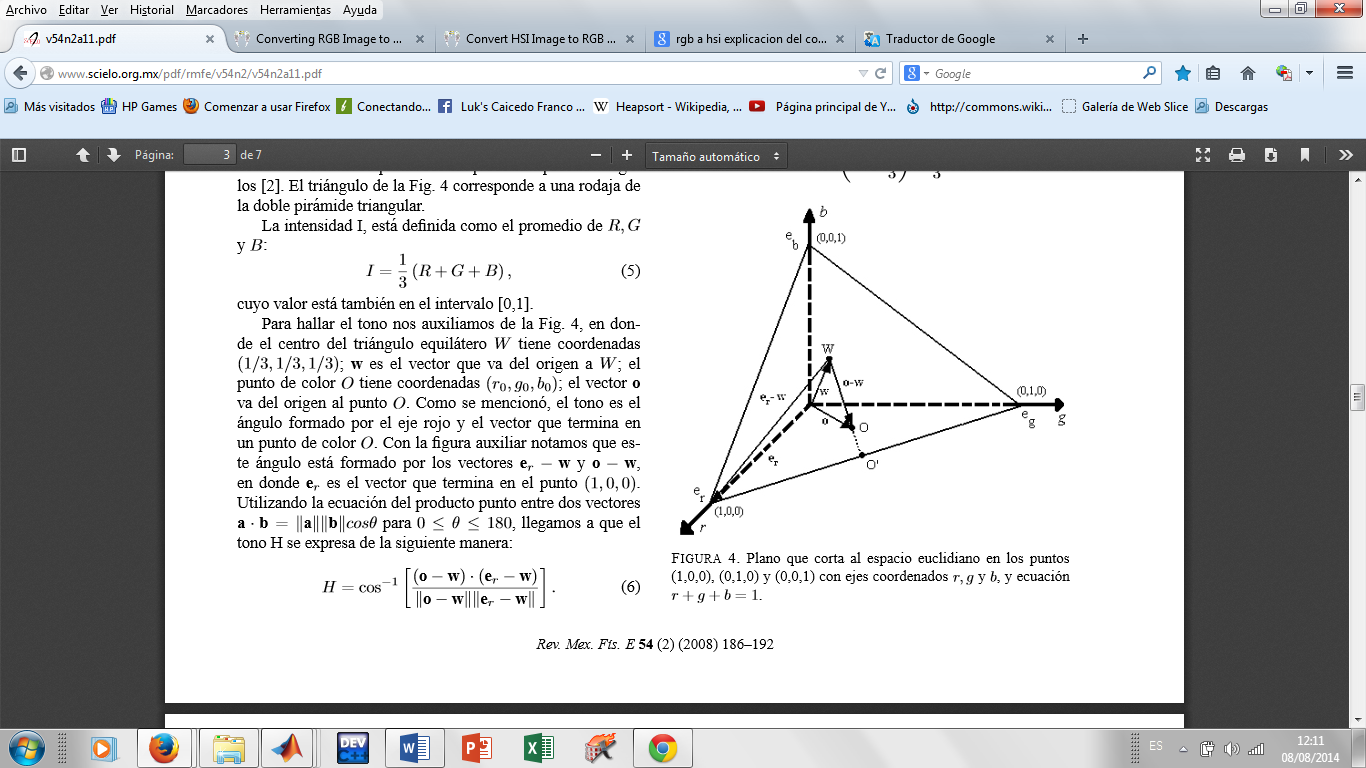 Archivo Editar Ver Historial Marcadores Herramientas Ayuda
v54n2a11.pdf
Converting RGB Image to ...
Convert HSI Image to RGB ...
rgb a hsi explicacion del co...
Traductor de Google
www.scielo.org.mx/pdf/rmfe/v54n2/v54n2a11.pdf
Google
Más visitados HP Games Comenzar a usar Firefox Conectando... Luk's Caicedo Franco ... Heapsort - Wikipedia, ... Página principal de Y... http://commons.wiki... Galería de Web Slice Descargas
Página: 3 de 7
Tamaño automático
los [2]. El triángulo de la Fig. 4 corresponde a una rodaja de
la doble pirámide triangular.
La intensidad I, está definida como el promedio de R, G
y B:
I = 1/3 (R + G + B), (5)
cuyo valor está también en el intervalo [0,1].
Para hallar el tono nos auxiliamos de la Fig. 4, en don-
de el centro del triángulo equilátero W tiene coordenadas
(1/3, 1/3, 1/3); w es el vector que va del origen a W; el
punto de color O tiene coordenadas (r₀, g₀, b₀); el vector o
va del origen al punto O. Como se mencionó, el tono es el
ángulo formado por el eje rojo y el vector que termina en
un punto de color O. Con la figura auxiliar notamos que es-
te ángulo está formado por los vectores eᵣ − w y o − w,
en donde eᵣ es el vector que termina en el punto (1, 0, 0).
Utilizando la ecuación del producto punto entre dos vectores
a · b = ‖a‖‖b‖cosθ para 0 ≤ θ ≤ 180, llegamos a que el
tono H se expresa de la siguiente manera:
H = cos⁻¹ [(o − w) · (eᵣ − w) / ‖o − w‖‖eᵣ − w‖]. (6)
b
e_b
(0,0,1)
W
o-w
eᵣ- w
w
(0,1,0)
e_g
g
o
O
eᵣ
O'
eᵣ
(1,0,0)
r
FIGURA 4. Plano que corta al espacio euclidiano en los puntos
(1,0,0), (0,1,0) y (0,0,1) con ejes coordenados r, g y b, y ecuación
r + g + b = 1.
Rev. Mex. Fís. E 54 (2) (2008) 186–192
DEV
ES
12:11
08/08/2014